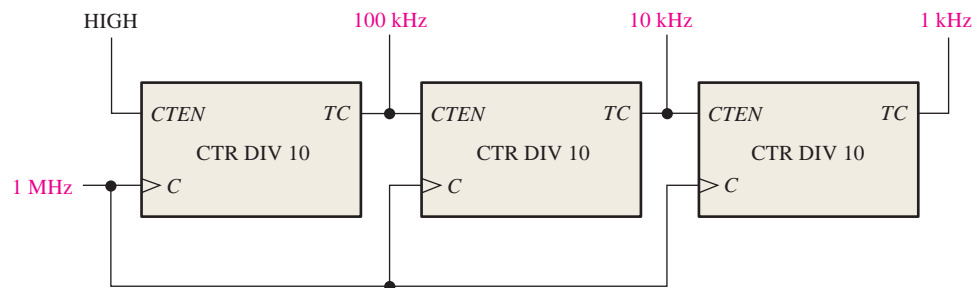 HIGH
100 kHz
10 kHz
1 kHz
CTEN
TC
CTR DIV 10
C
CTEN
TC
CTR DIV 10
C
CTEN
TC
CTR DIV 10
C
1 MHz